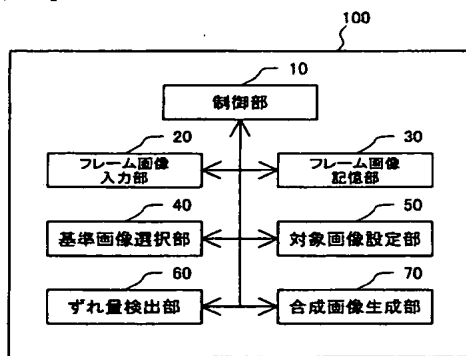 100
10
制御部
20
フレーム画像
入力部
30
フレーム画像
記憶部
40
基準画像選択部
50
対象画像設定部
60
ずれ量検出部
70
合成画像生成部